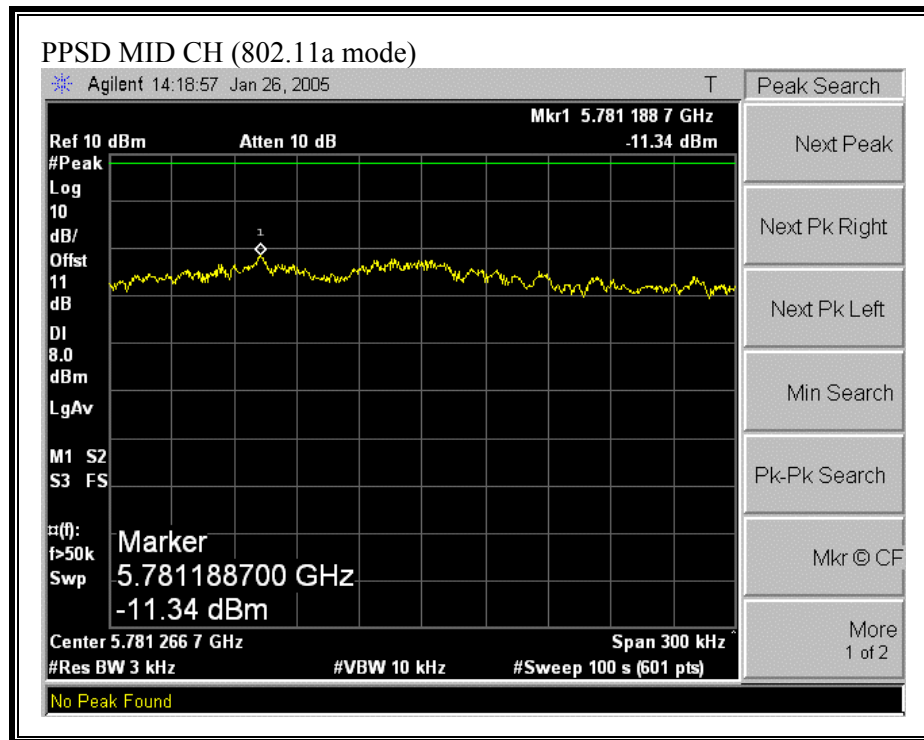 PPSD MID CH (802.11a mode)
Agilent 14:18:57 Jan 26, 2005 T
Peak Search
Mkr1 5.781 188 7 GHz
Ref 10 dBm Atten 10 dB -11.34 dBm
#Peak
Log
10
dB/
Offst
11
dB
DI
8.0
dBm
LgAv
M1 S2
S3 FS
¤(f):
f>50k
Swp
1
Marker
5.781188700 GHz
-11.34 dBm
Center 5.781 266 7 GHz Span 300 kHz ^
#Res BW 3 kHz #VBW 10 kHz #Sweep 100 s (601 pts)
No Peak Found
Next Peak
Next Pk Right
Next Pk Left
Min Search
Pk-Pk Search
Mkr © CF
More
1 of 2